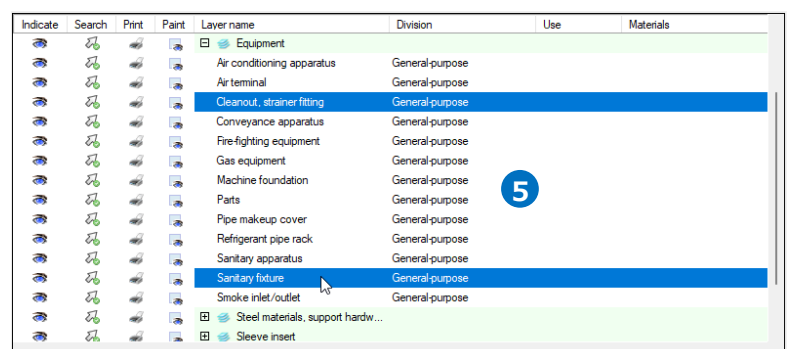 Indicate Search Print Paint Layer name Division Use Materials
Equipment
Air conditioning apparatus General-purpose
Air terminal General-purpose
Cleanout, strainer fitting General-purpose
Conveyance apparatus General-purpose
Fire-fighting equipment General-purpose
Gas equipment General-purpose
Machine foundation General-purpose
Parts General-purpose
5
Pipe makeup cover General-purpose
Refrigerant pipe rack General-purpose
Sanitary apparatus General-purpose
Sanitary fixture General-purpose
Smoke inlet/outlet General-purpose
Steel materials, support hardw...
Sleeve insert